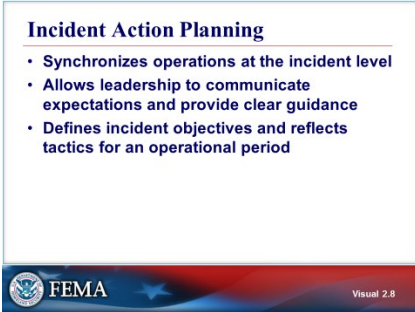 Incident Action Planning
• Synchronizes operations at the incident level
• Allows leadership to communicate
expectations and provide clear guidance
• Defines incident objectives and reflects
tactics for an operational period
FEMA
Visual 2.8